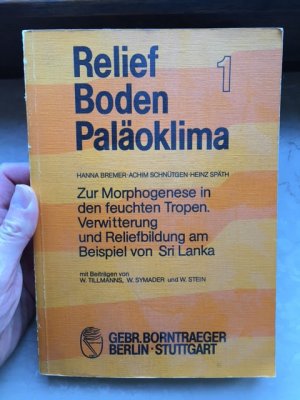 Relief
Boden
Paläoklima
1
HANNA BREMER·ACHIM SCHNÜTGEN·HEINZ SPÄTH
Zur Morphogenese in
den feuchten Tropen.
Verwitterung
und Reliefbildung am
Beispiel von Sri Lanka
mit Beiträgen von
W. TILLMANNS, W. SYMADER und W. STEIN
GEBR. BORNTRAEGER
BERLIN·STUTTGART